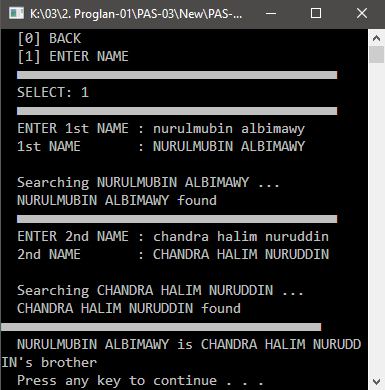 K:\03\2. Proglan-01\PAS-03\New\PAS-...
[0] BACK
[1] ENTER NAME
SELECT: 1
ENTER 1st NAME : nurulmubin albimawy
1st NAME : NURULMUBIN ALBIMAWY
Searching NURULMUBIN ALBIMAWY ...
NURULMUBIN ALBIMAWY found
ENTER 2nd NAME : chandra halim nuruddin
2nd NAME : CHANDRA HALIM NURUDDIN
Searching CHANDRA HALIM NURUDDIN ...
CHANDRA HALIM NURUDDIN found
NURULMUBIN ALBIMAWY is CHANDRA HALIM NURUDD
IN's brother
Press any key to continue . . .